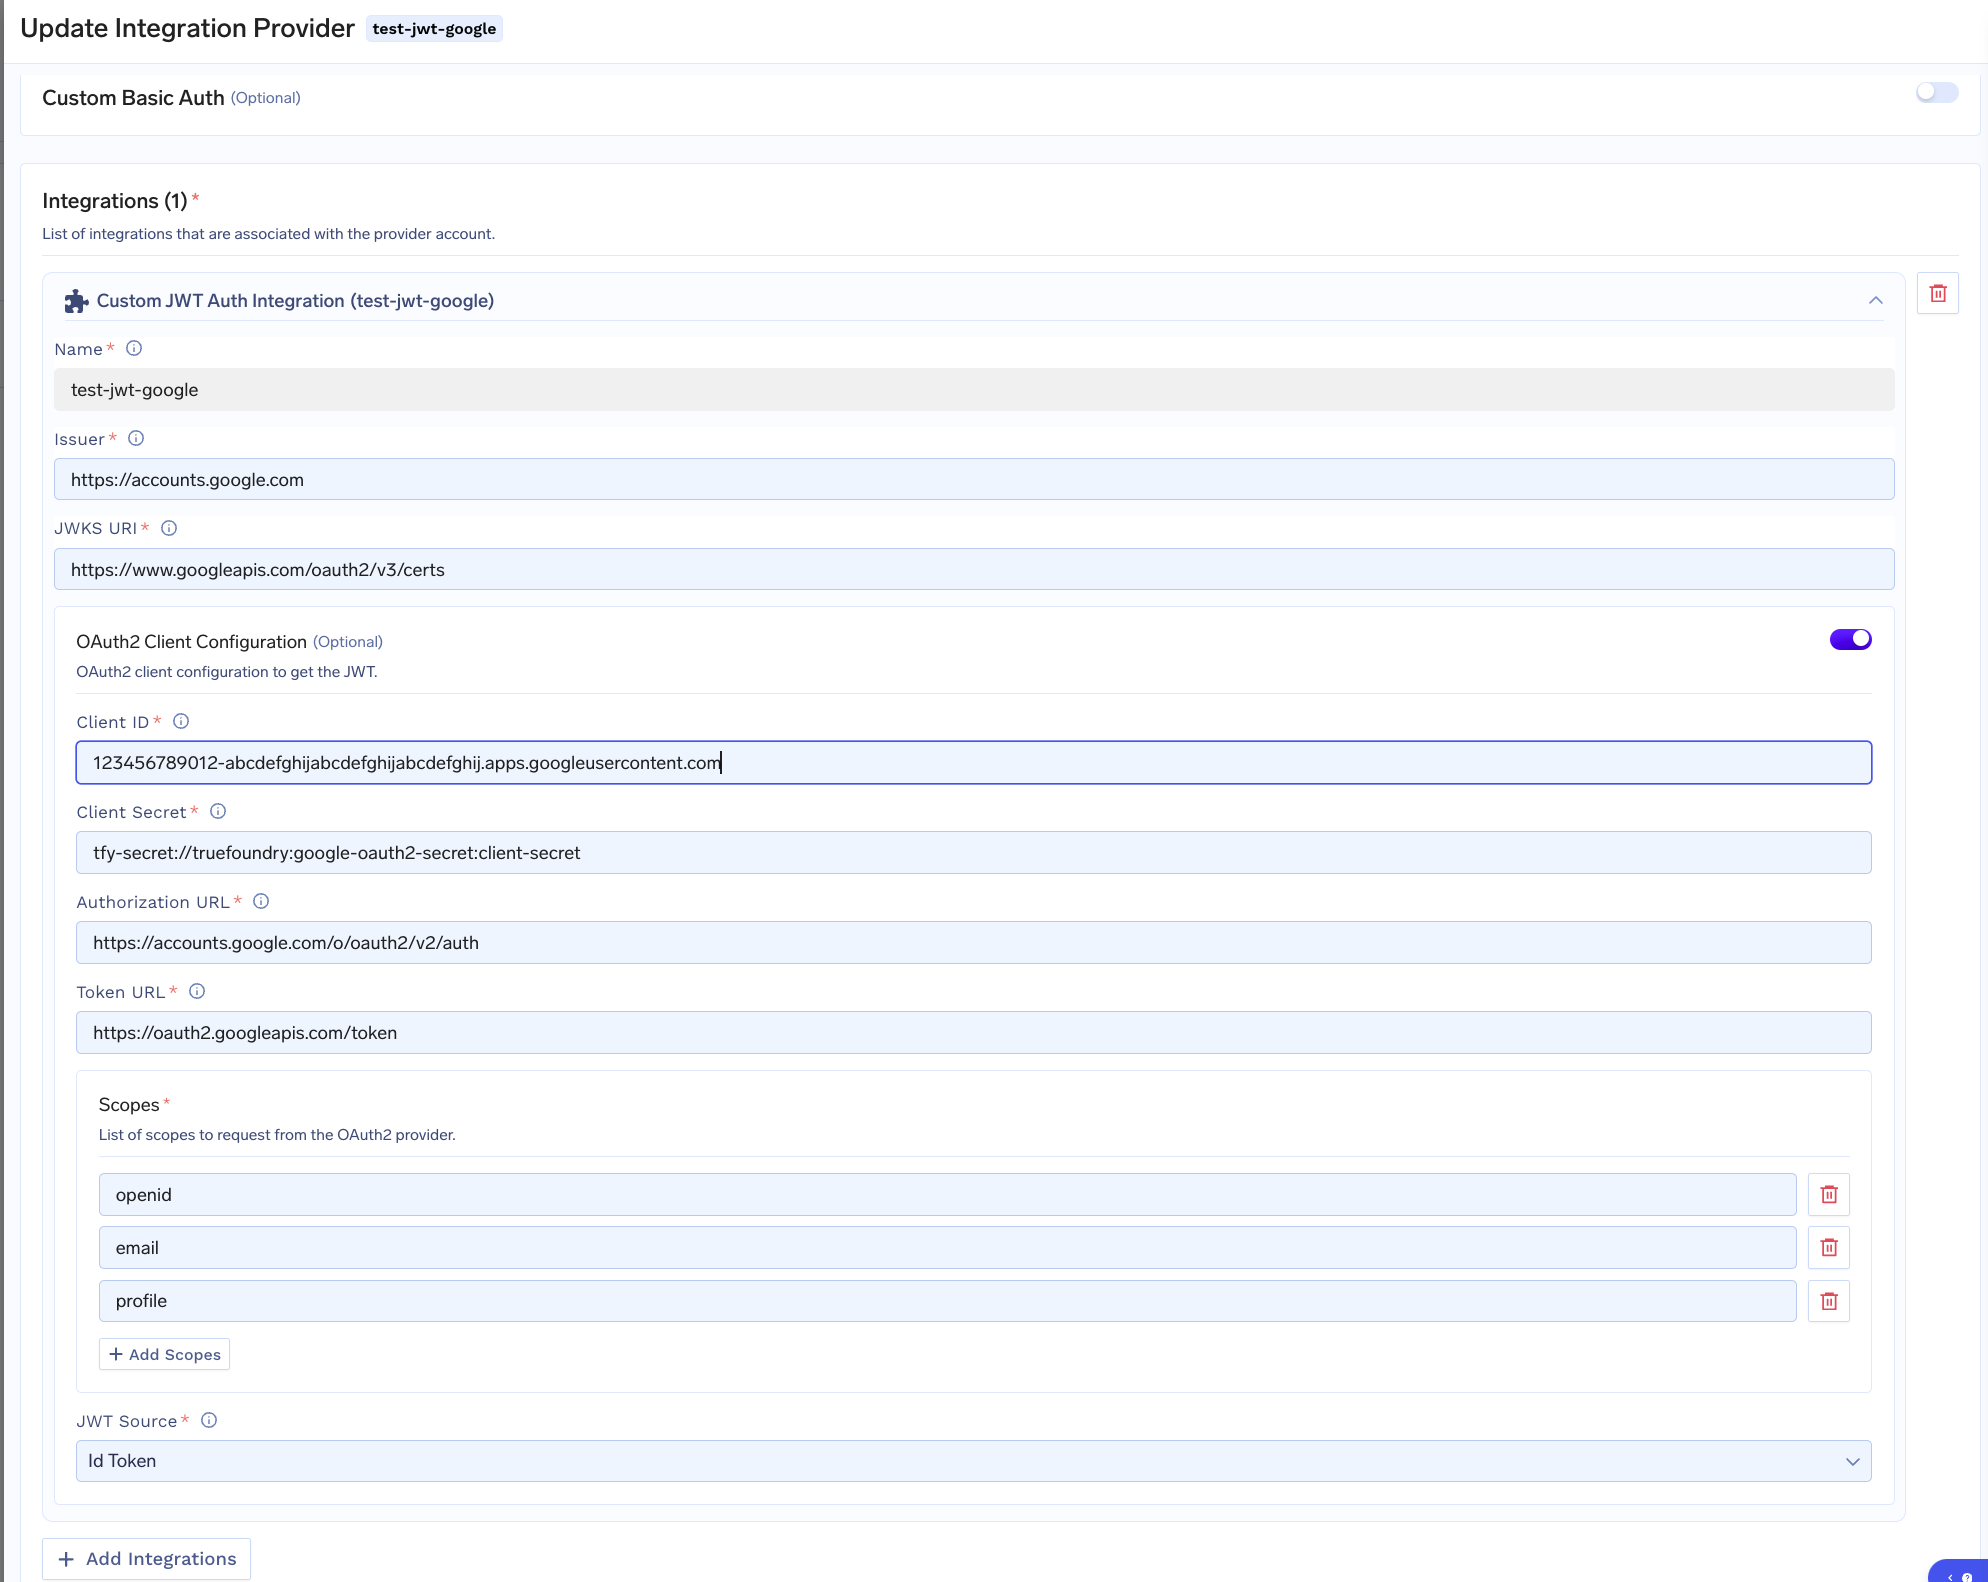 Update Integration Provider test-jwt-google
Custom Basic Auth (Optional)
Integrations (1) *
List of integrations that are associated with the provider account.
Custom JWT Auth Integration (test-jwt-google)
Name *
test-jwt-google
Issuer *
https://accounts.google.com
JWKS URI *
https://www.googleapis.com/oauth2/v3/certs
OAuth2 Client Configuration (Optional)
OAuth2 client configuration to get the JWT.
Client ID *
123456789012-abcdefghijabcdefghijabcdefghij.apps.googleusercontent.com
Client Secret *
tfy-secret://truefoundry:google-oauth2-secret:client-secret
Authorization URL *
https://accounts.google.com/o/oauth2/v2/auth
Token URL *
https://oauth2.googleapis.com/token
Scopes *
List of scopes to request from the OAuth2 provider.
openid
email
profile
+ Add Scopes
JWT Source *
Id Token
+ Add Integrations